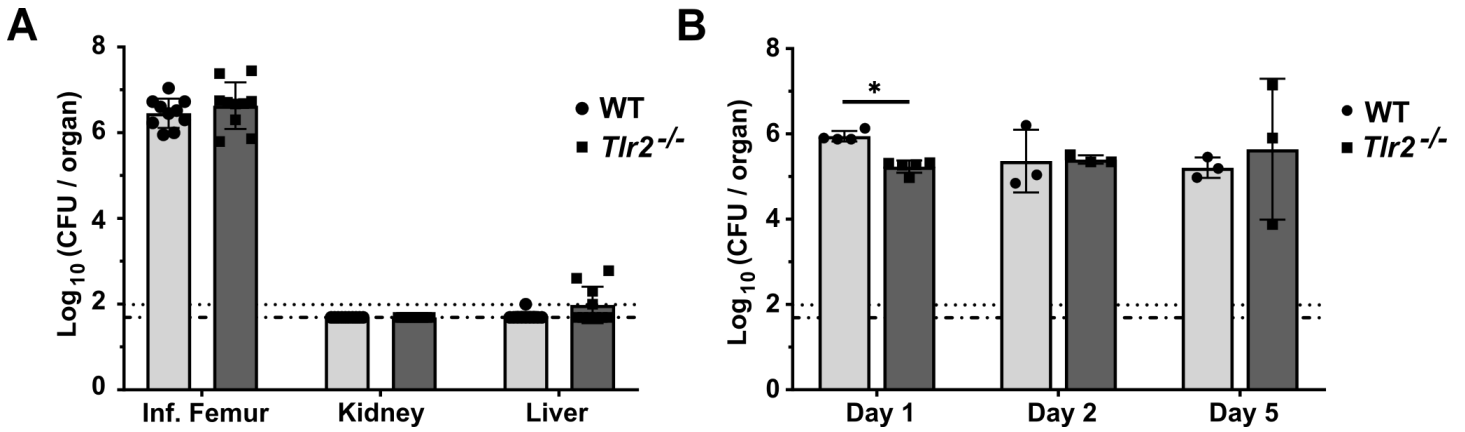 A
Log10 (CFU / organ)
8
6
4
2
0
Inf. Femur Kidney Liver
WT
Tlr2-/-
B
Log10 (CFU / organ)
8
6
4
2
0
*
Day 1 Day 2 Day 5
WT
Tlr2-/-